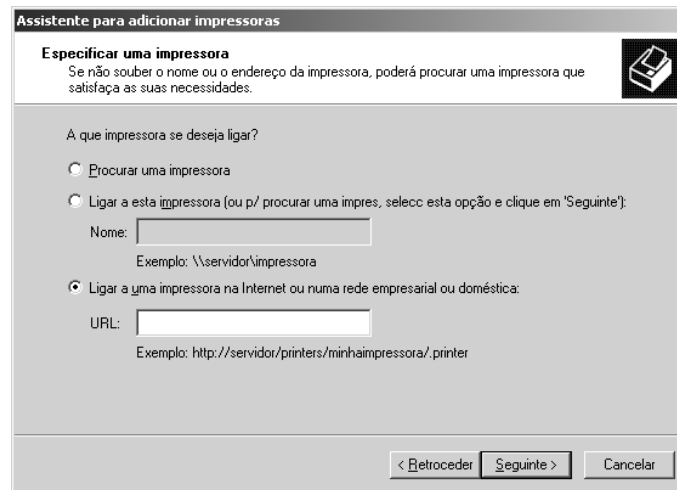 Assistente para adicionar impressoras
Especificar uma impressora
Se não souber o nome ou o endereço da impressora, poderá procurar uma impressora que
satisfaça as suas necessidades.
A que impressora se deseja ligar?
Procurar uma impressora
Ligar a esta impressora (ou p/ procurar uma impres, selecc esta opção e clique em 'Seguinte'):
Nome:
Exemplo: \\servidor\impressora
Ligar a uma impressora na Internet ou numa rede empresarial ou doméstica:
URL:
Exemplo: http://servidor/printers/minhaimpressora/.printer
< Retroceder Seguinte > Cancelar